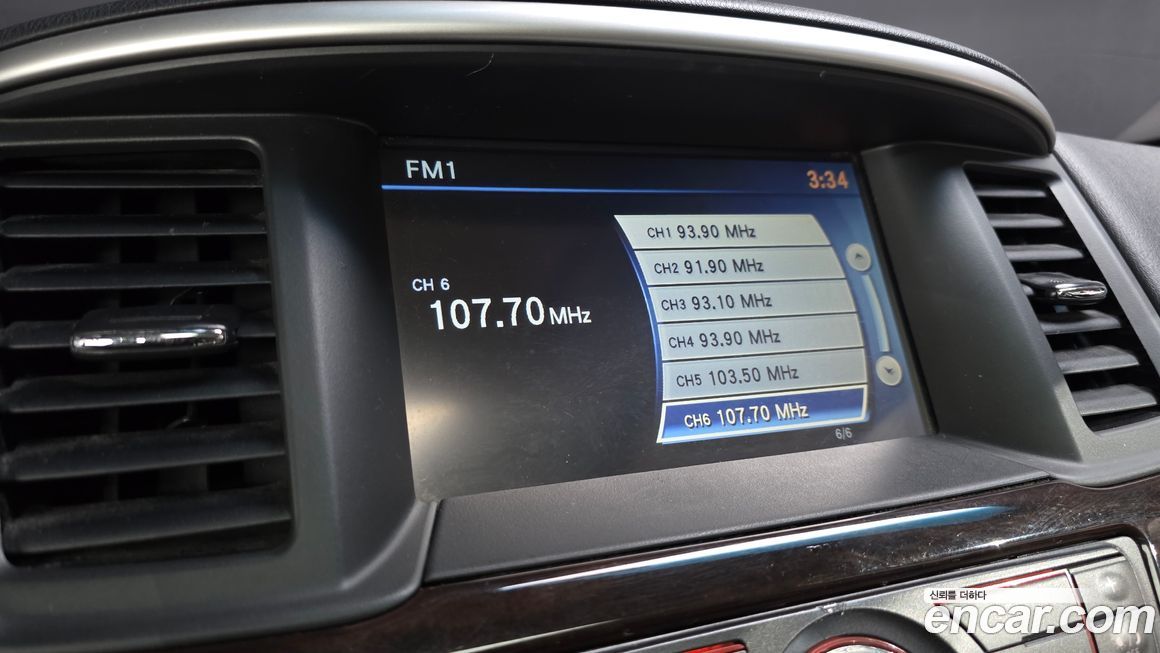 FM1
3:34
CH 6
107.70 MHz
CH1 93.90 MHz
CH2 91.90 MHz
CH3 93.10 MHz
CH4 93.90 MHz
CH5 103.50 MHz
CH6 107.70 MHz
6/6
신뢰를 더하다
encar.com